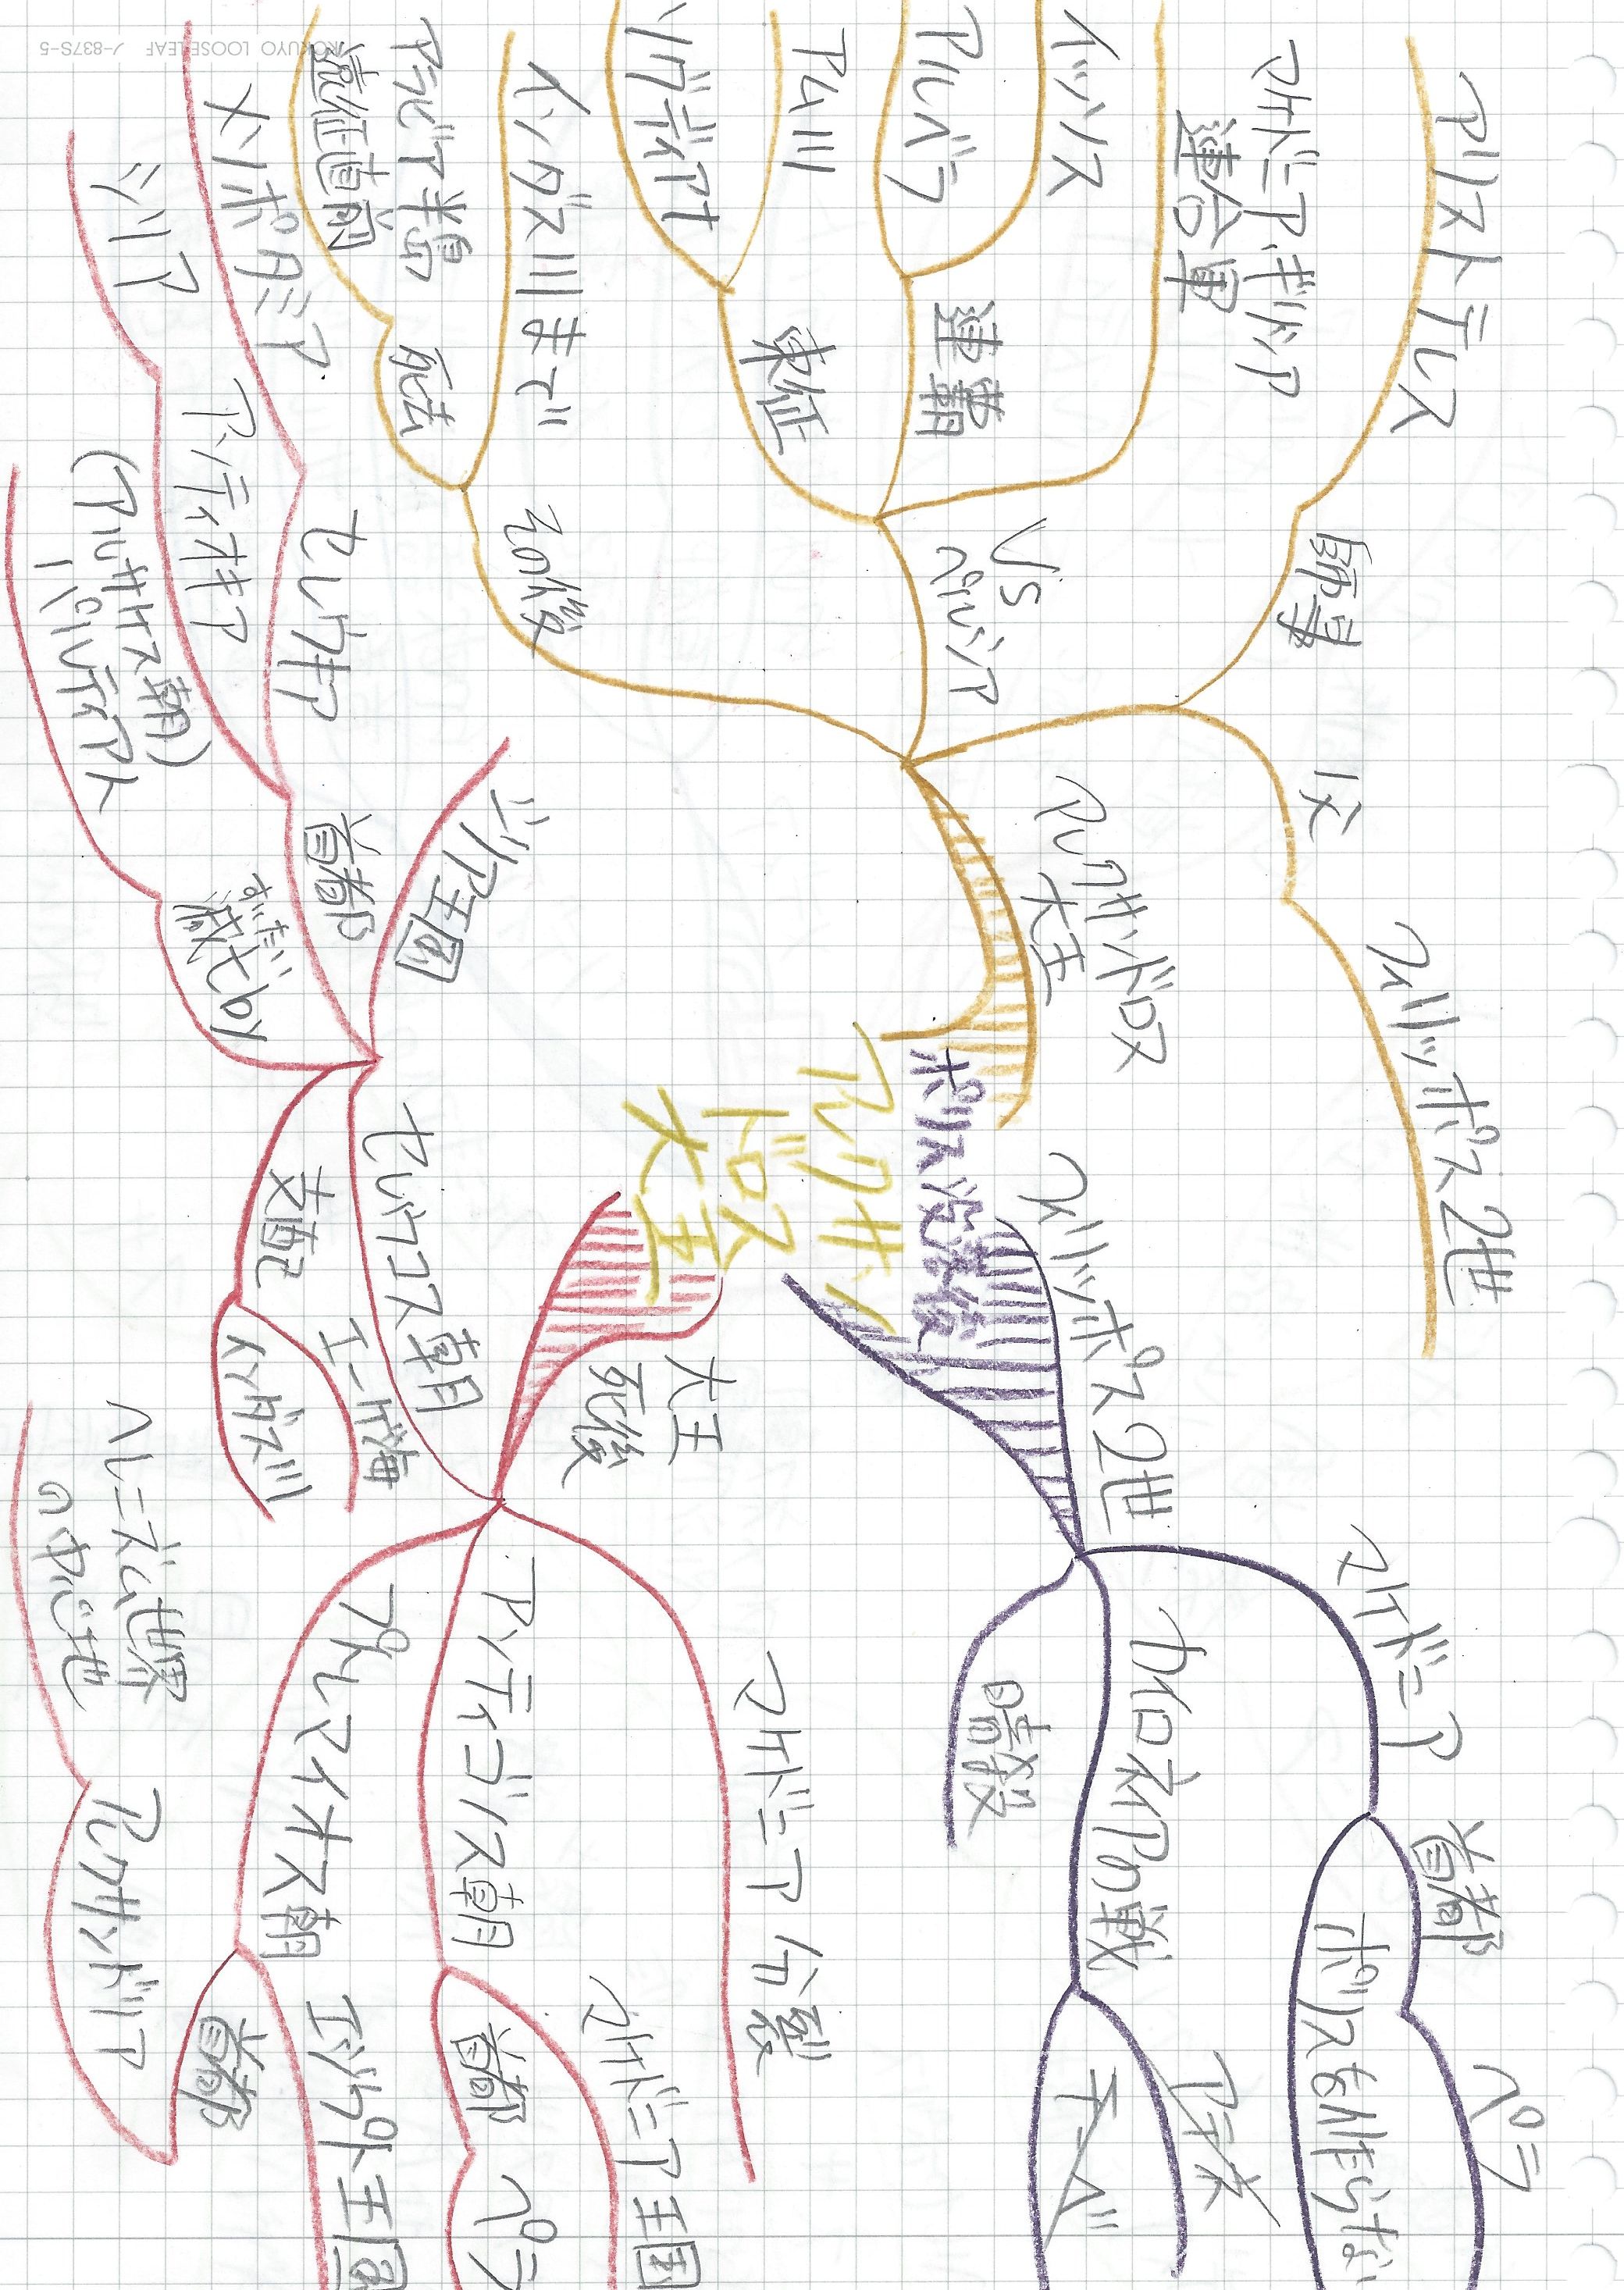 アレクサン
ドロス
大王
ポリス没落後
フィリッポス2世
マケドニア
首都
ペラ
ポリスを作らない
カイロネイアの戦
アテネ
テーベ
暗殺
大王
死後
マケドニア分裂
アンティゴノス朝
マケドニア王国
首都
ペラ
プトレマイオス朝
エジプト王国
首都
アレクサンドリア
ヘレニズム世界
の中心地
セレウコス朝
支配
エーゲ海
インダス川
シリア王国
首都
セレウキア
メソポタミア
アンティオキア
シリア
弱体化
パルティア
(アルサケス朝)
アレクサンドロス
大王
父
フィリッポス2世
師事
アリストテレス
VS
ペルシア
マケドニア、ギリシア
連合軍
連覇
イッソス
アルベラ
東征
アム川
ソグディアナ
その後
インダス川まで
死去
アラビア半島
遠征直前
KOKUYO LOOSE-LEAF ノ-837S-5